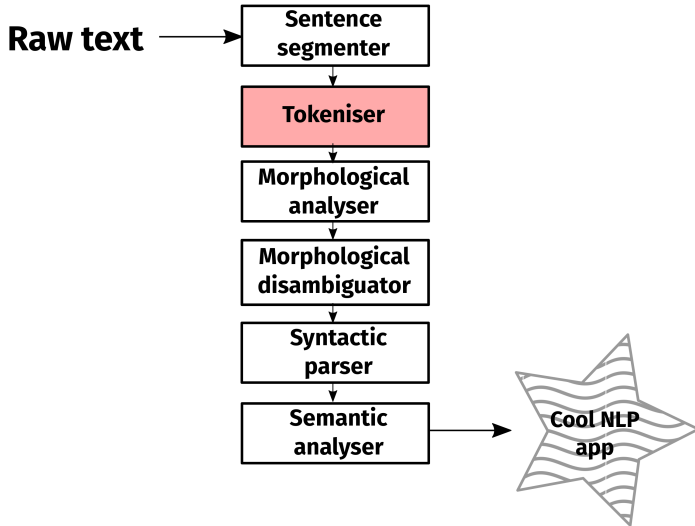 Raw text
Sentence
segmenter
Tokeniser
Morphological
analyser
Morphological
disambiguator
Syntactic
parser
Semantic
analyser
Cool NLP
app